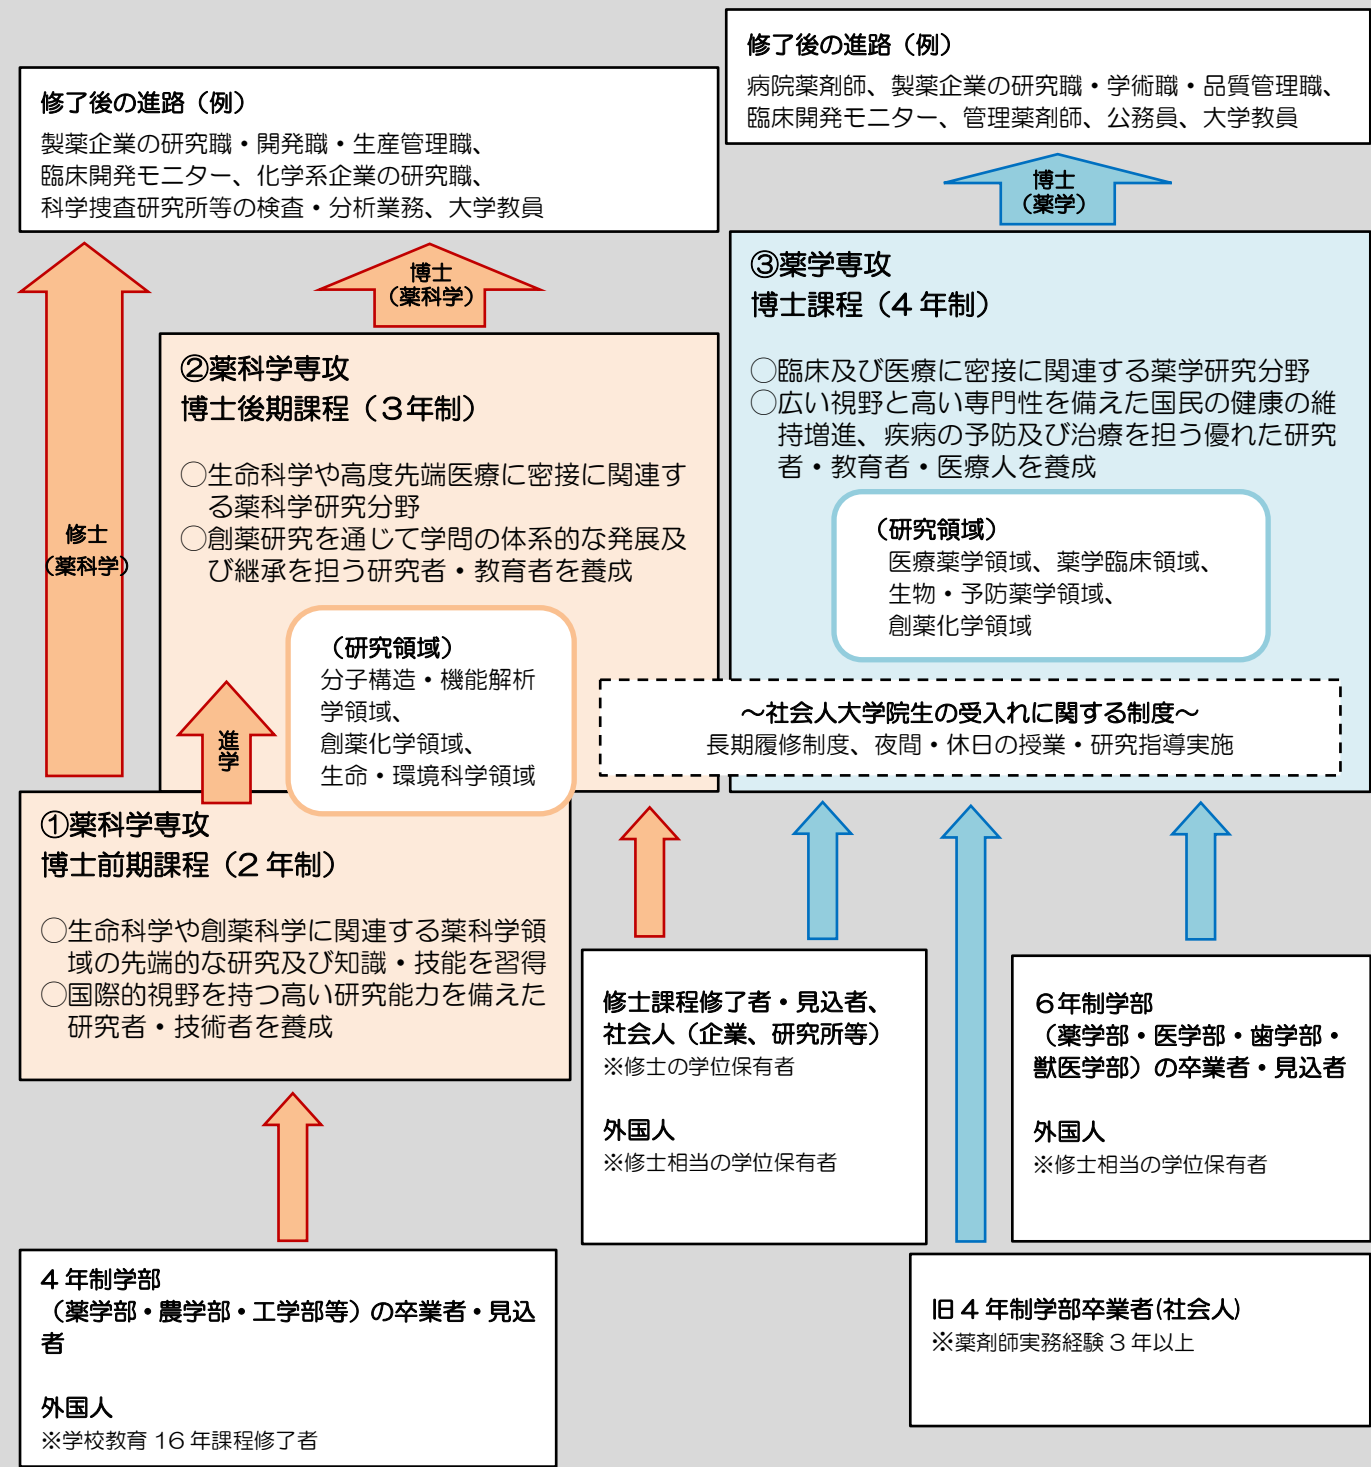 修了後の進路（例）
製薬企業の研究職・開発職・生産管理職、
臨床開発モニター、化学系企業の研究職、
科学捜査研究所等の検査・分析業務、大学教員
修了後の進路（例）
病院薬剤師、製薬企業の研究職・学術職・品質管理職、
臨床開発モニター、管理薬剤師、公務員、大学教員
博士
（薬科学）
博士
（薬学）
修士
（薬科学）
②薬科学専攻
博士後期課程（３年制）
○生命科学や高度先端医療に密接に関連す
る薬科学研究分野
○創薬研究を通じて学問の体系的な発展及
び継承を担う研究者・教育者を養成
（研究領域）
分子構造・機能解析
学領域、
創薬化学領域、
生命・環境科学領域
進学
③薬学専攻
博士課程（４年制）
○臨床及び医療に密接に関連する薬学研究分野
○広い視野と高い専門性を備えた国民の健康の維
持増進、疾病の予防及び治療を担う優れた研究
者・教育者・医療人を養成
（研究領域）
医療薬学領域、薬学臨床領域、
生物・予防薬学領域、
創薬化学領域
～社会人大学院生の受入れに関する制度～
長期履修制度、夜間・休日の授業・研究指導実施
①薬科学専攻
博士前期課程（２年制）
○生命科学や創薬科学に関連する薬科学領
域の先端的な研究及び知識・技能を習得
○国際的視野を持つ高い研究能力を備えた
研究者・技術者を養成
修士課程修了者・見込者、
社会人（企業、研究所等）
※修士の学位保有者
外国人
※修士相当の学位保有者
６年制学部
（薬学部・医学部・歯学部・
獣医学部）の卒業者・見込者
外国人
※修士相当の学位保有者
４年制学部
（薬学部・農学部・工学部等）の卒業者・見込
者
外国人
※学校教育 16 年課程修了者
旧４年制学部卒業者(社会人)
※薬剤師実務経験３年以上